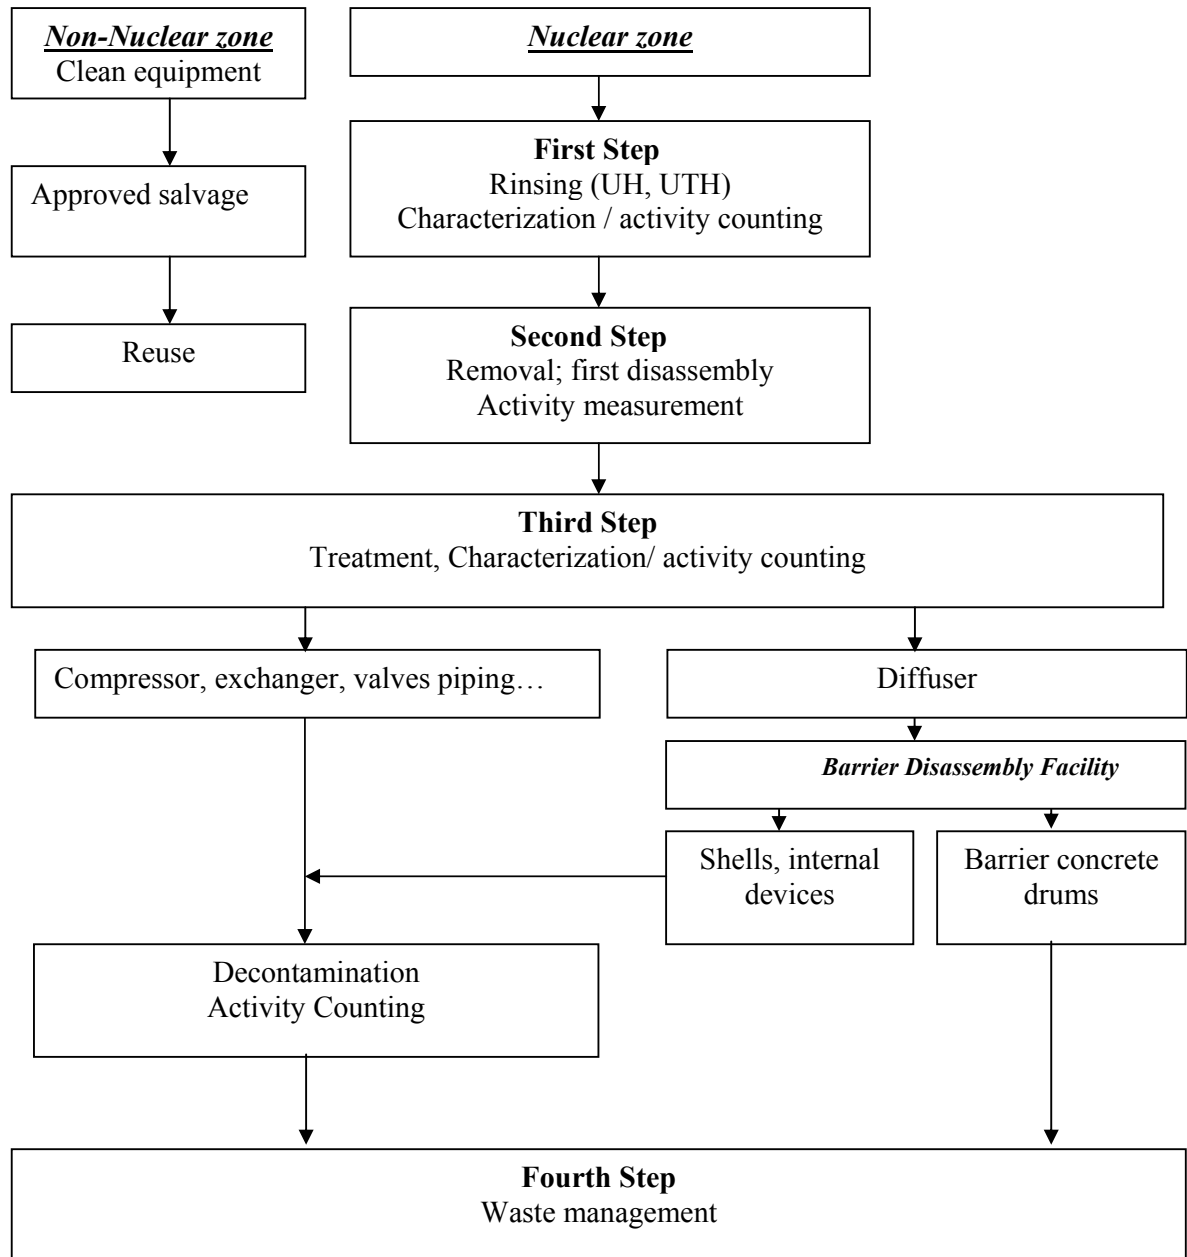 Non-Nuclear zone
Clean equipment
Nuclear zone
First Step
Rinsing (UH, UTH)
Characterization / activity counting
Approved salvage
Second Step
Removal; first disassembly
Activity measurement
Reuse
Third Step
Treatment, Characterization/ activity counting
Compressor, exchanger, valves piping…
Diffuser
Barrier Disassembly Facility
Shells, internal
devices
Barrier concrete
drums
Decontamination
Activity Counting
Fourth Step
Waste management